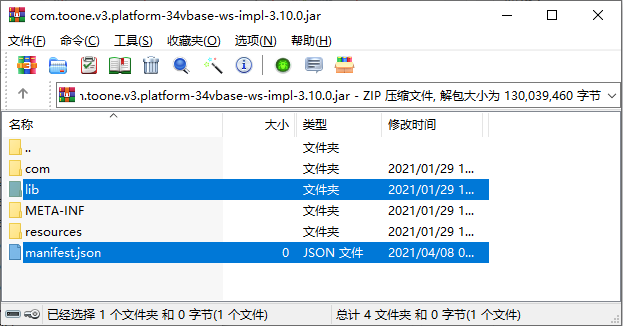 com.toone.v3.platform-34vbase-ws-impl-3.10.0.jar
文件(F) 命令(C) 工具(S) 收藏夹(O) 选项(N) 帮助(H)
.toone.v3.platform-34vbase-ws-impl-3.10.0.jar - ZIP 压缩文件, 解包大小为 130,039,460 字节
名称 大小 类型 修改时间
.. 文件夹
com 文件夹 2021/01/29 1...
lib 文件夹 2021/01/29 1...
META-INF 文件夹 2021/01/29 1...
resources 文件夹 2021/01/29 1...
manifest.json 0 JSON 文件 2021/04/08 0...
已经选择 1 个文件夹 和 0 字节(1 个文件) 总计 4 文件夹 和 0 字节(1 个文件)